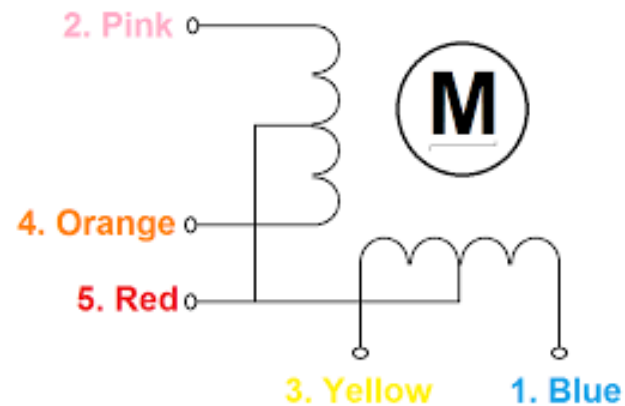 2. Pink
M
4. Orange
5. Red
3. Yellow
1. Blue